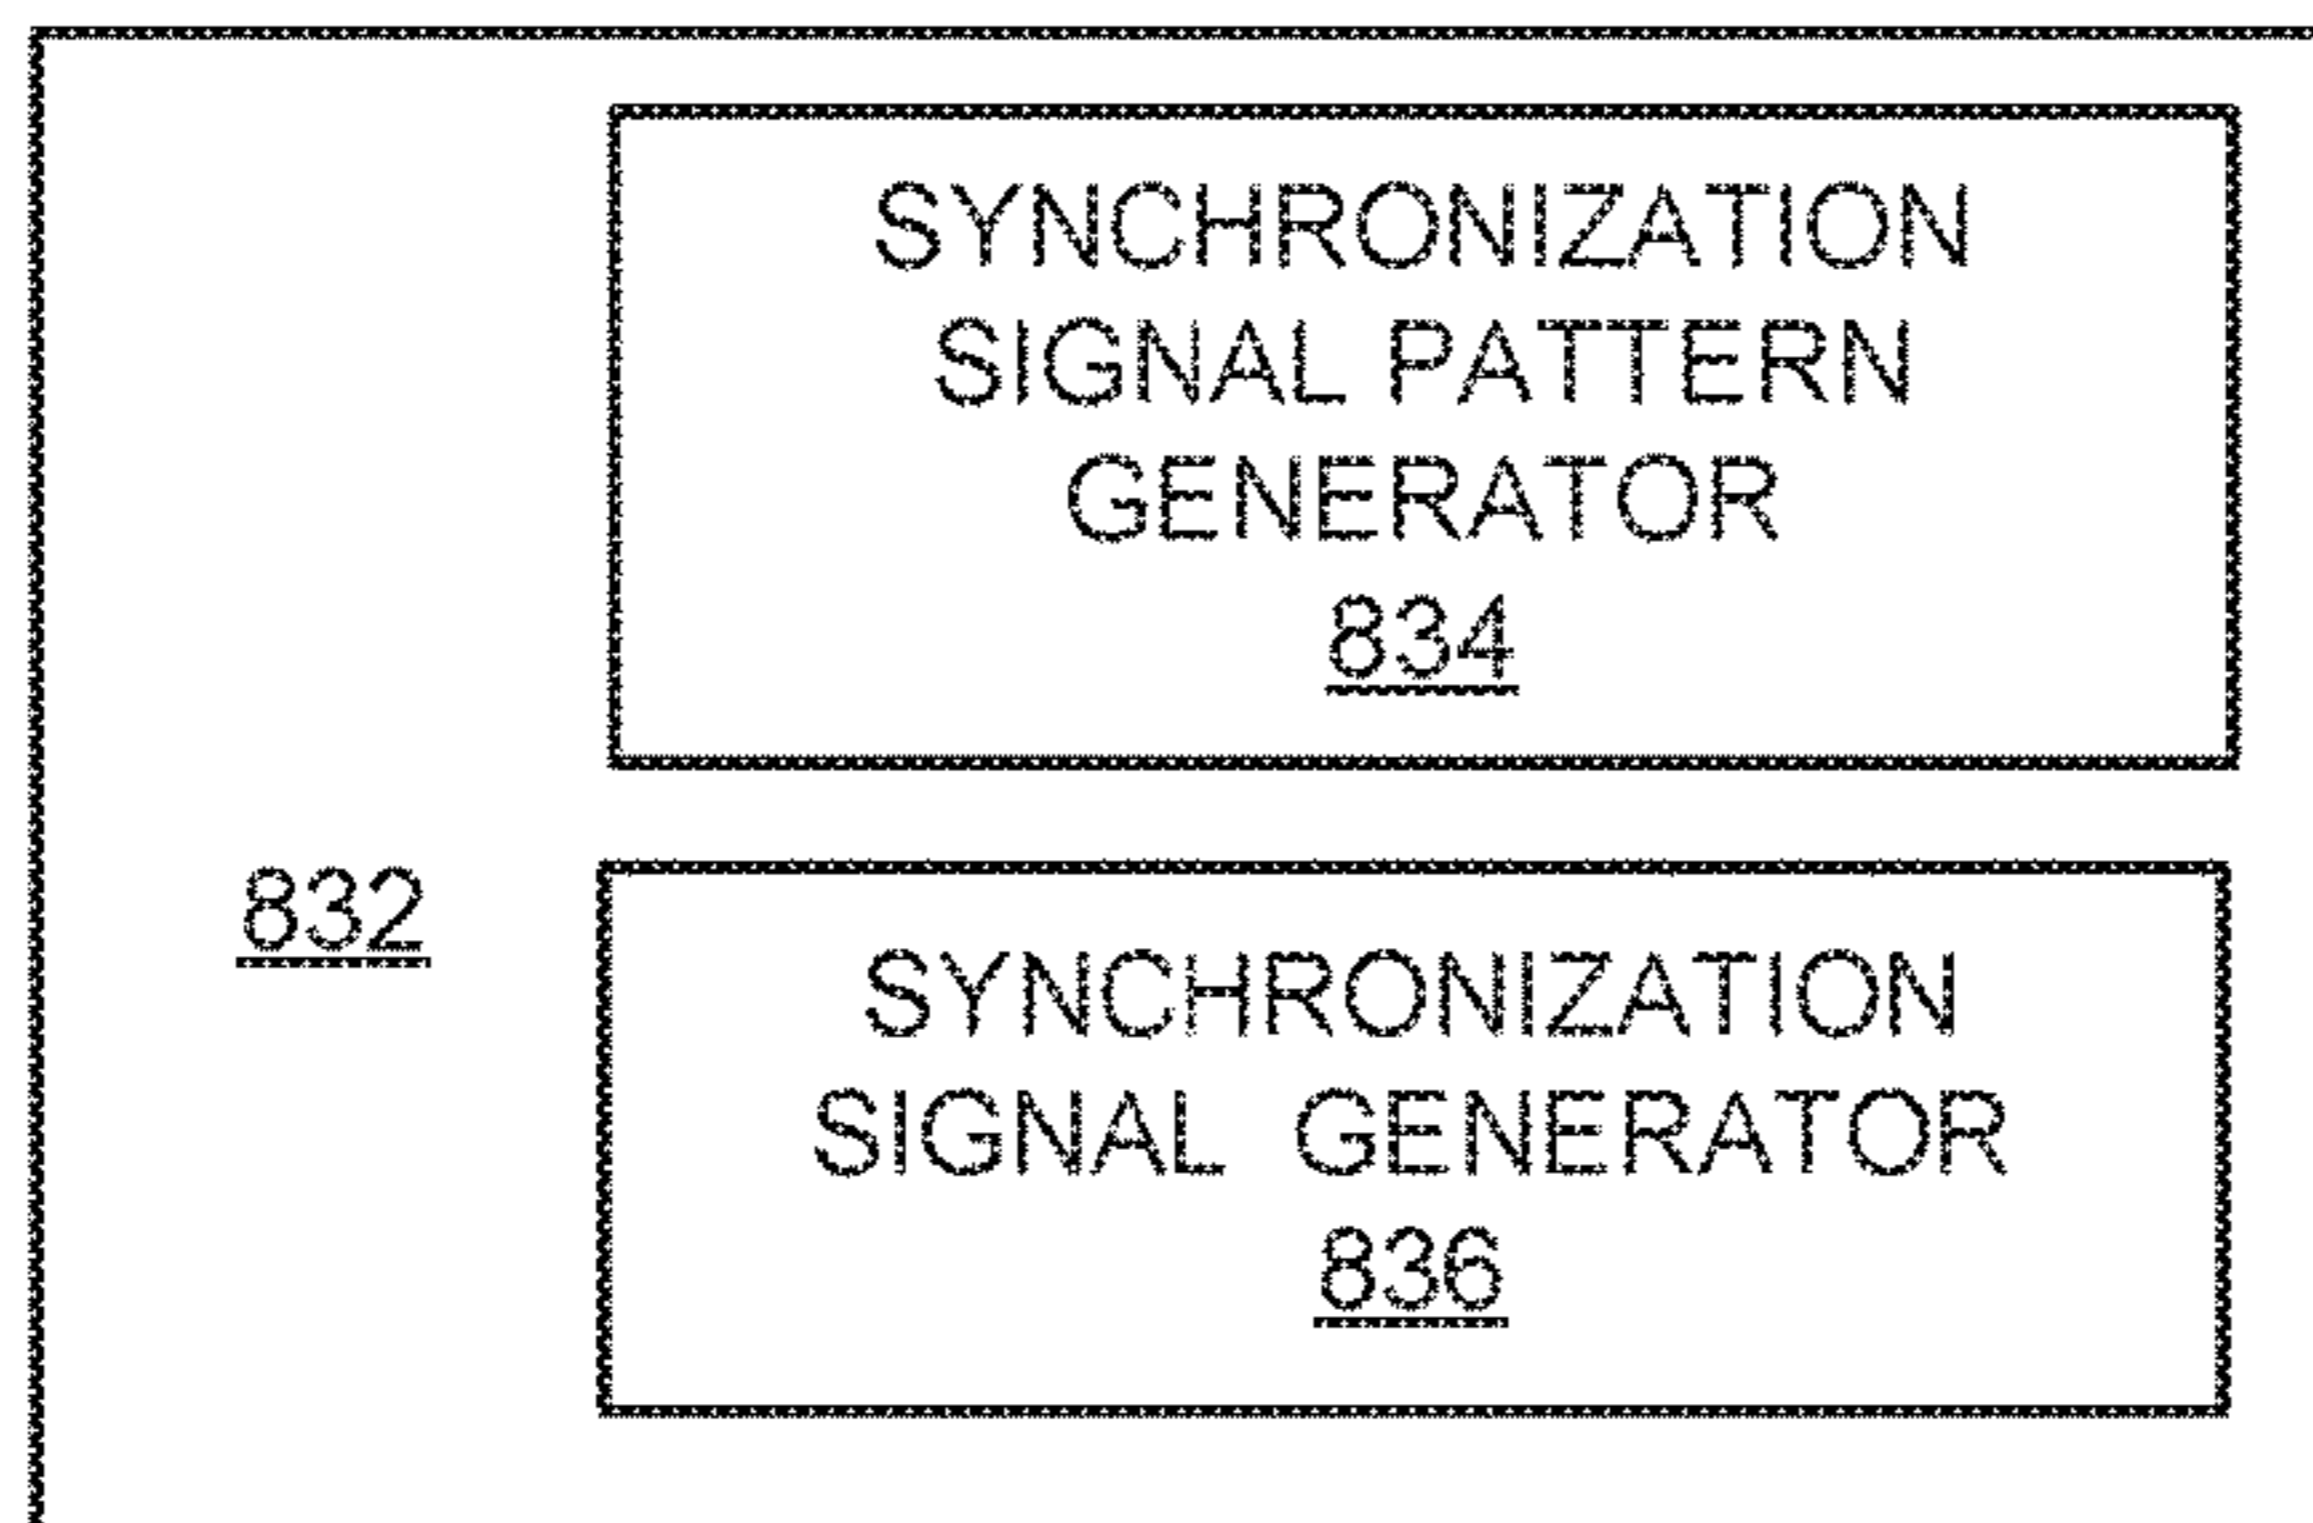 SYNCHRONIZATION
SIGNAL PATTERN
GENERATOR
834
832
SYNCHRONIZATION
SIGNAL GENERATOR
836